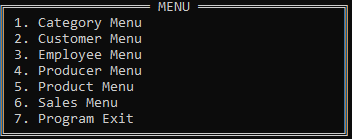 MENU
1. Category Menu
2. Customer Menu
3. Employee Menu
4. Producer Menu
5. Product Menu
6. Sales Menu
7. Program Exit